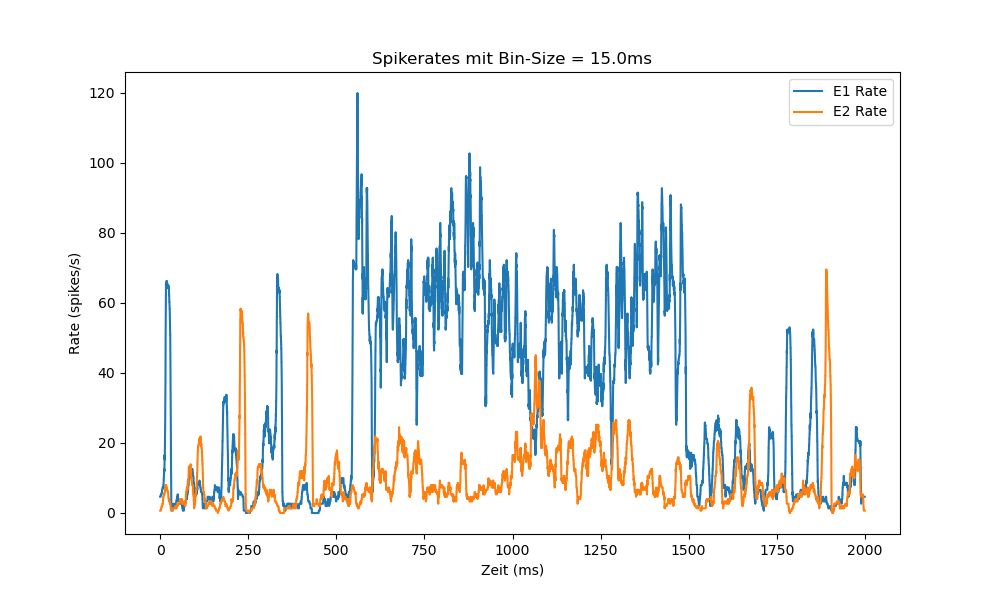 Spikerates mit Bin-Size = 15.0ms
E1 Rate
E2 Rate
Rate (spikes/s)
120
100
80
60
40
20
0
0 250 500 750 1000 1250 1500 1750 2000
Zeit (ms)